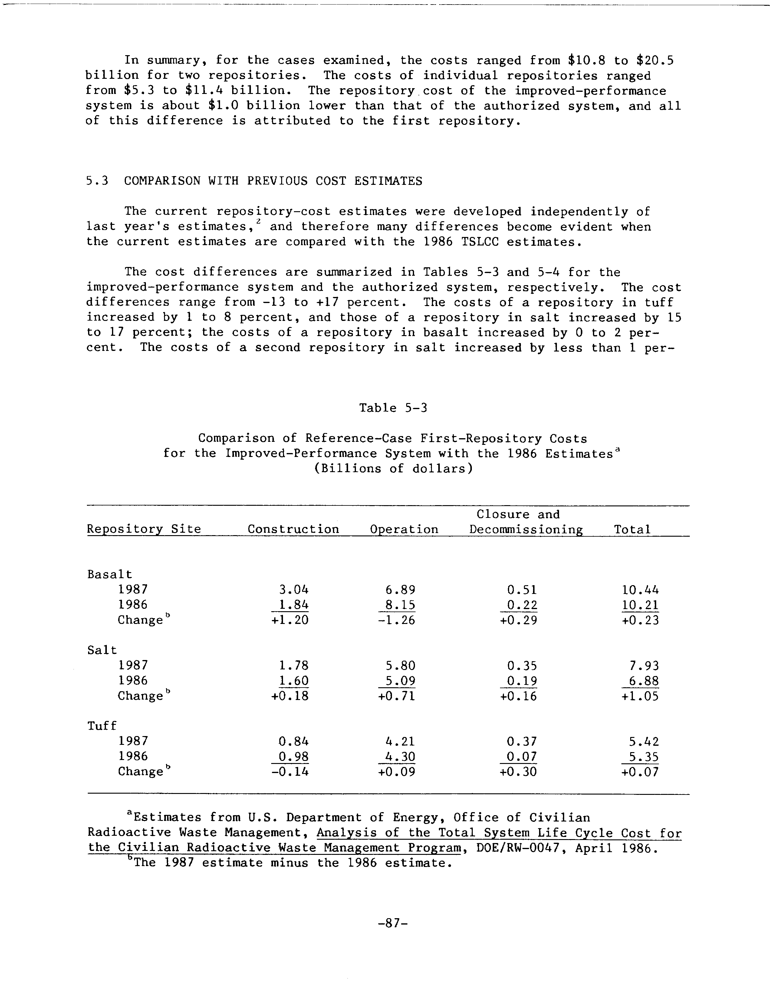 In summary, for the cases examined, the costs ranged from $10.8 to $20.5
billion for two repositories. The costs of individual repositories ranged
from $5.3 to $11.4 billion. The repository cost of the improved-performance
system is about $1.0 billion lower than that of the authorized system, and all
of this difference is attributed to the first repository.
5.3 COMPARISON WITH PREVIOUS COST ESTIMATES
The current repository-cost estimates were developed independently of
last year's estimates,² and therefore many differences become evident when
the current estimates are compared with the 1986 TSLCC estimates.
The cost differences are summarized in Tables 5-3 and 5-4 for the
improved-performance system and the authorized system, respectively. The cost
differences range from -13 to +17 percent. The costs of a repository in tuff
increased by 1 to 8 percent, and those of a repository in salt increased by 15
to 17 percent; the costs of a repository in basalt increased by 0 to 2 per-
cent. The costs of a second repository in salt increased by less than 1 per-
Table 5-3
Comparison of Reference-Case First-Repository Costs
for the Improved-Performance System with the 1986 Estimatesª
(Billions of dollars)
Closure and
Repository Site Construction Operation Decommissioning Total
Basalt
1987 3.04 6.89 0.51 10.44
1986 1.84 8.15 0.22 10.21
Changeᵇ +1.20 -1.26 +0.29 +0.23
Salt
1987 1.78 5.80 0.35 7.93
1986 1.60 5.09 0.19 6.88
Changeᵇ +0.18 +0.71 +0.16 +1.05
Tuff
1987 0.84 4.21 0.37 5.42
1986 0.98 4.30 0.07 5.35
Changeᵇ -0.14 +0.09 +0.30 +0.07
ªEstimates from U.S. Department of Energy, Office of Civilian
Radioactive Waste Management, Analysis of the Total System Life Cycle Cost for
the Civilian Radioactive Waste Management Program, DOE/RW-0047, April 1986.
ᵇThe 1987 estimate minus the 1986 estimate.
-87-